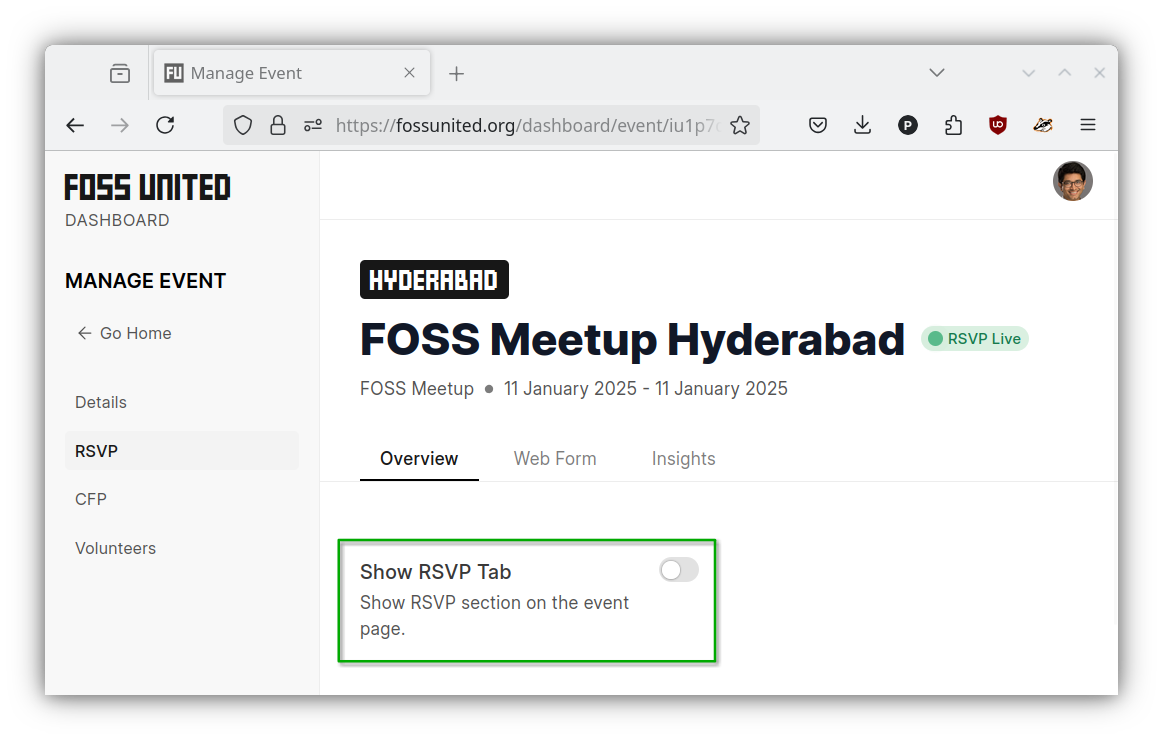 FU Manage Event
https://fossunited.org/dashboard/event/iu1p7
P
FOSS UNITED
DASHBOARD
MANAGE EVENT
Go Home
Details
RSVP
CFP
Volunteers
HYDERABAD
FOSS Meetup Hyderabad RSVP Live
FOSS Meetup ● 11 January 2025 - 11 January 2025
Overview Web Form Insights
Show RSVP Tab
Show RSVP section on the event
page.